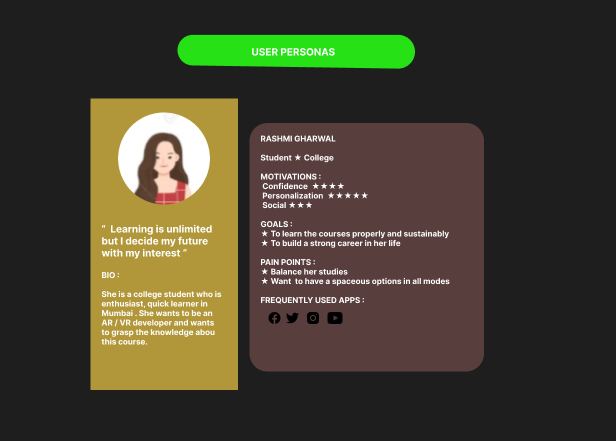 USER PERSONAS
“ Learning is unlimited
but I decide my future
with my interest ”
BIO :
She is a college student who is
enthusiast, quick learner in
Mumbai . She wants to be an
AR / VR developer and wants
to grasp the knowledge abou
this course.
RASHMI GHARWAL
Student ★ College
MOTIVATIONS :
Confidence ★★★★
Personalization ★★★★★
Social ★★★
GOALS :
★ To learn the courses properly and sustainably
★ To build a strong career in her life
PAIN POINTS :
★ Balance her studies
★ Want to have a spaceous options in all modes
FREQUENTLY USED APPS :